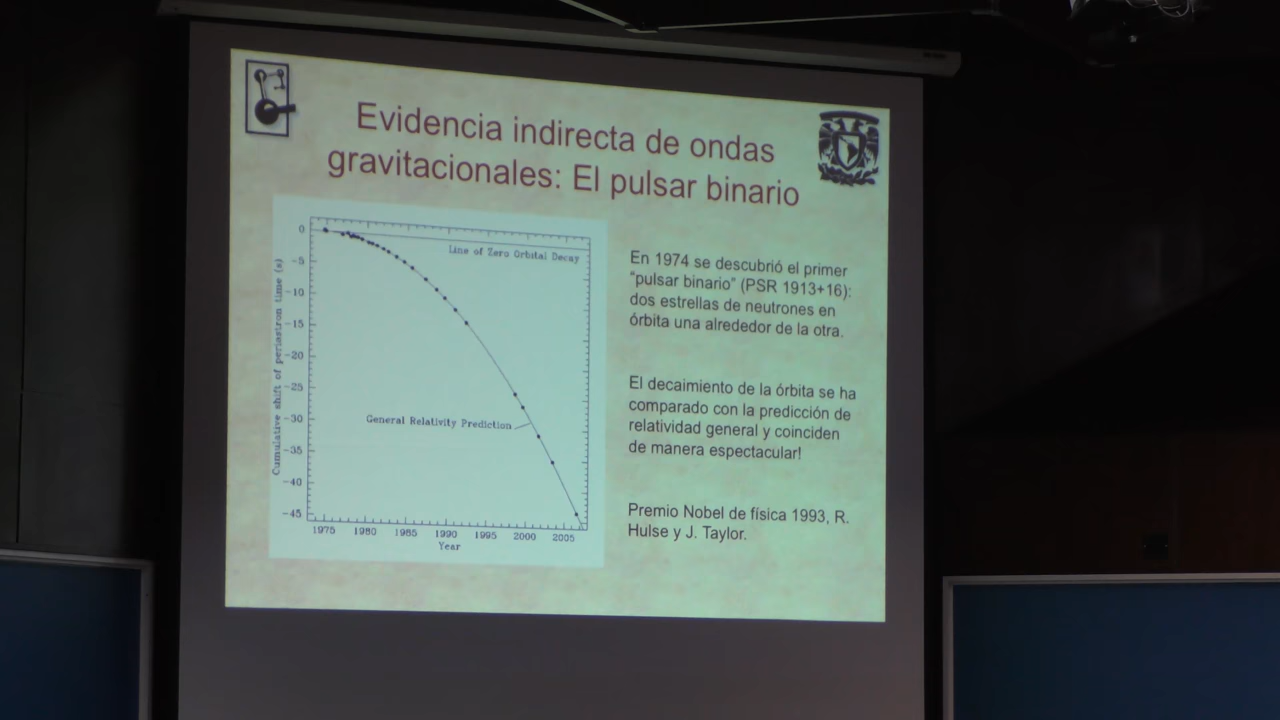 Evidencia indirecta de ondas
gravitacionales: El pulsar binario
0
-5
-10
-15
-20
-25
-30
-35
-40
-45
Cumulative shift of periastron time (s)
Line of Zero Orbital Decay
General Relativity Prediction
1975 1980 1985 1990 1995 2000 2005
Year
En 1974 se descubrió el primer
"pulsar binario" (PSR 1913+16):
dos estrellas de neutrones en
órbita una alrededor de la otra.
El decaimiento de la órbita se ha
comparado con la predicción de
relatividad general y coinciden
de manera espectacular!
Premio Nobel de física 1993, R.
Hulse y J. Taylor.